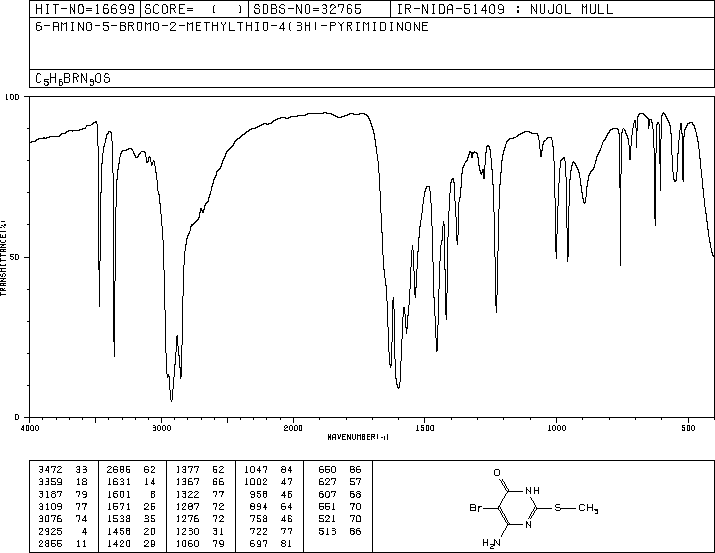 HIT-NO=16699 SCORE= ( ) SDBS-NO=32765 IR-NIDA-51409 : NUJOL MULL
6-AMINO-5-BROMO-2-METHYLTHIO-4(3H)-PYRIMIDINONE
C5H6BRN3OS
100
50
0
TRANSMITTANCE(%)
4000 3000 2000 1500 1000 500
WAVENUMBER(-1)
3472 33 2686 62 1377 52 1047 84 650 86
3359 18 1631 14 1367 66 1002 47 627 57
3187 79 1601 8 1322 77 958 46 607 68
3109 77 1571 26 1287 72 894 64 551 70
3076 74 1538 35 1276 72 758 46 521 70
2925 4 1458 20 1230 31 722 77 513 86
2855 11 1420 29 1060 79 697 81
O
NH
Br
S
CH3
N
H2N